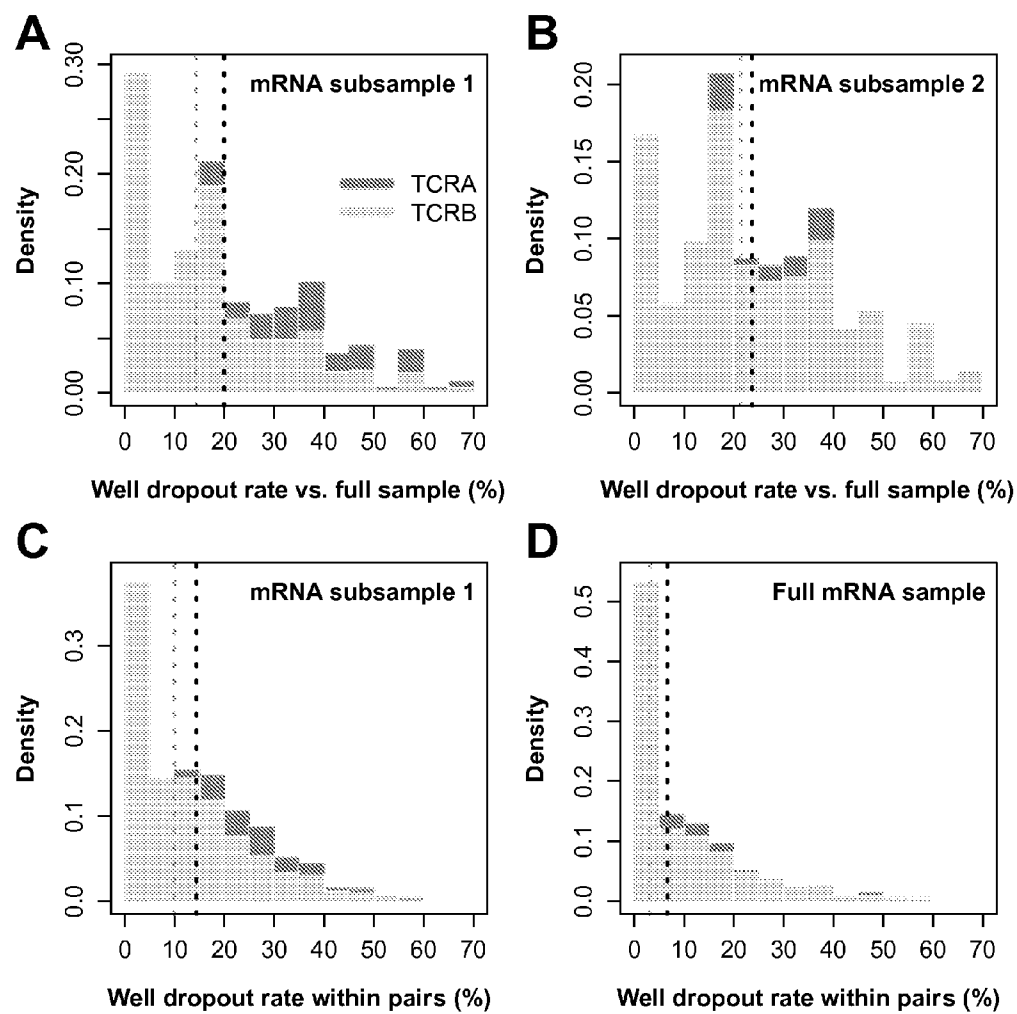 A
mRNA subsample 1
TCRA
TCRB
Density
0.00 0.10 0.20 0.30
0 10 20 30 40 50 60 70
Well dropout rate vs. full sample (%)
B
mRNA subsample 2
Density
0.00 0.05 0.10 0.15 0.20
0 10 20 30 40 50 60 70
Well dropout rate vs. full sample (%)
C
mRNA subsample 1
Density
0.0 0.1 0.2 0.3
0 10 20 30 40 50 60 70
Well dropout rate within pairs (%)
D
Full mRNA sample
Density
0.0 0.1 0.2 0.3 0.4 0.5
0 10 20 30 40 50 60 70
Well dropout rate within pairs (%)